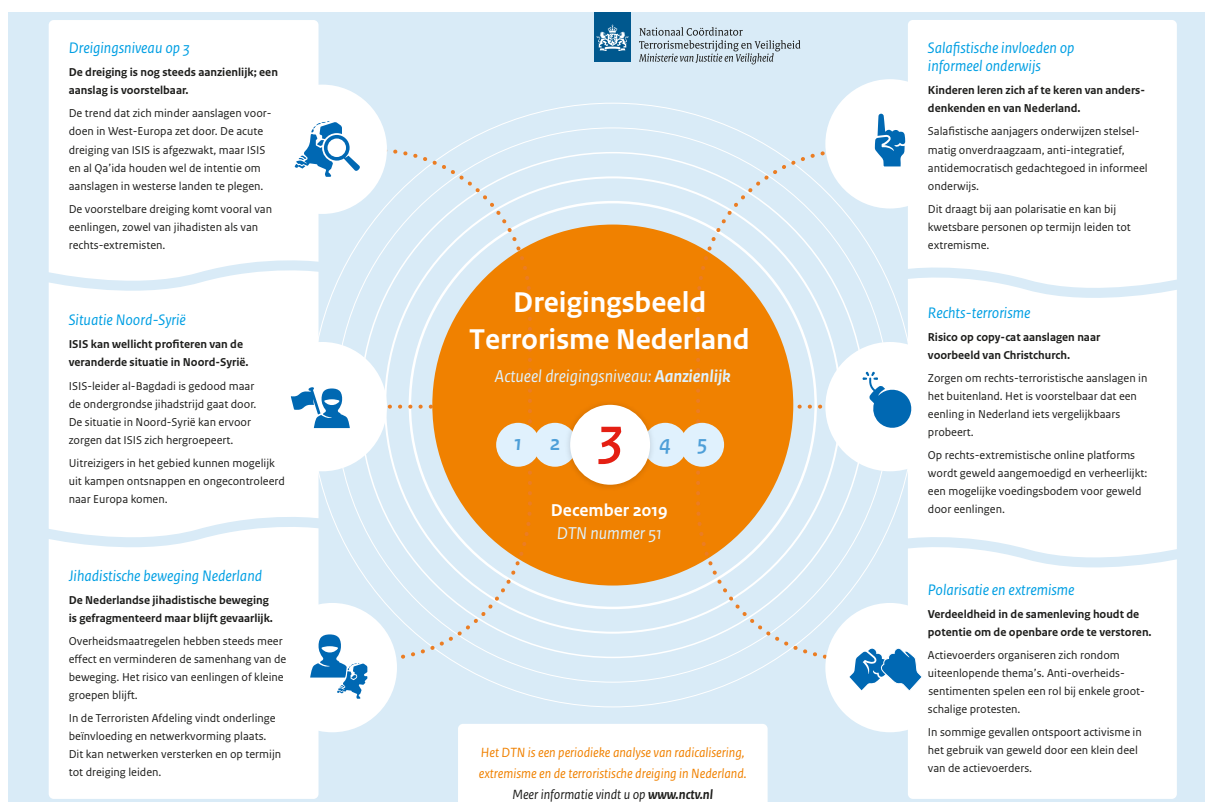 Nationaal Coördinator
Terrorismebestrijding en Veiligheid
Ministerie van Justitie en Veiligheid
Dreigingsniveau op 3
De dreiging is nog steeds aanzienlijk; een
aanslag is voorstelbaar.
De trend dat zich minder aanslagen voor-
doen in West-Europa zet door. De acute
dreiging van ISIS is afgezwakt, maar ISIS
en al Qa'ida houden wel de intentie om
aanslagen in westerse landen te plegen.
De voorstelbare dreiging komt vooral van
eenlingen, zowel van jihadisten als van
rechts-extremisten.
Situatie Noord-Syrië
ISIS kan wellicht profiteren van de
veranderde situatie in Noord-Syrië.
ISIS-leider al-Bagdadi is gedood maar
de ondergrondse jihadstrijd gaat door.
De situatie in Noord-Syrië kan ervoor
zorgen dat ISIS zich hergroepeert.
Uitreizigers in het gebied kunnen mogelijk
uit kampen ontsnappen en ongecontroleerd
naar Europa komen.
Jihadistische beweging Nederland
De Nederlandse jihadistische beweging
is gefragmenteerd maar blijft gevaarlijk.
Overheidsmaatregelen hebben steeds meer
effect en verminderen de samenhang van de
beweging. Het risico van eenlingen of kleine
groepen blijft.
In de Terroristen Afdeling vindt onderlinge
beïnvloeding en netwerkvorming plaats.
Dit kan netwerken versterken en op termijn
tot dreiging leiden.
Dreigingsbeeld
Terrorisme Nederland
Actueel dreigingsniveau: Aanzienlijk
1 2 3 4 5
December 2019
DTN nummer 51
Het DTN is een periodieke analyse van radicalisering,
extremisme en de terroristische dreiging in Nederland.
Meer informatie vindt u op www.nctv.nl
Salafistische invloeden op
informeel onderwijs
Kinderen leren zich af te keren van anders-
denkenden en van Nederland.
Salafistische aanjagers onderwijzen stelsel-
matig onverdraagzaam, anti-integratief,
antidemocratisch gedachtegoed in informeel
onderwijs.
Dit draagt bij aan polarisatie en kan bij
kwetsbare personen op termijn leiden tot
extremisme.
Rechts-terrorisme
Risico op copy-cat aanslagen naar
voorbeeld van Christchurch.
Zorgen om rechts-terroristische aanslagen in
het buitenland. Het is voorstelbaar dat een
eenling in Nederland iets vergelijkbaars
probeert.
Op rechts-extremistische online platforms
wordt geweld aangemoedigd en verheerlijkt:
een mogelijke voedingsbodem voor geweld
door eenlingen.
Polarisatie en extremisme
Verdeeldheid in de samenleving houdt de
potentie om de openbare orde te verstoren.
Actievoerders organiseren zich rondom
uiteenlopende thema's. Anti-overheids-
sentimenten spelen een rol bij enkele groot-
schalige protesten.
In sommige gevallen ontspoort activisme in
het gebruik van geweld door een klein deel
van de actievoerders.